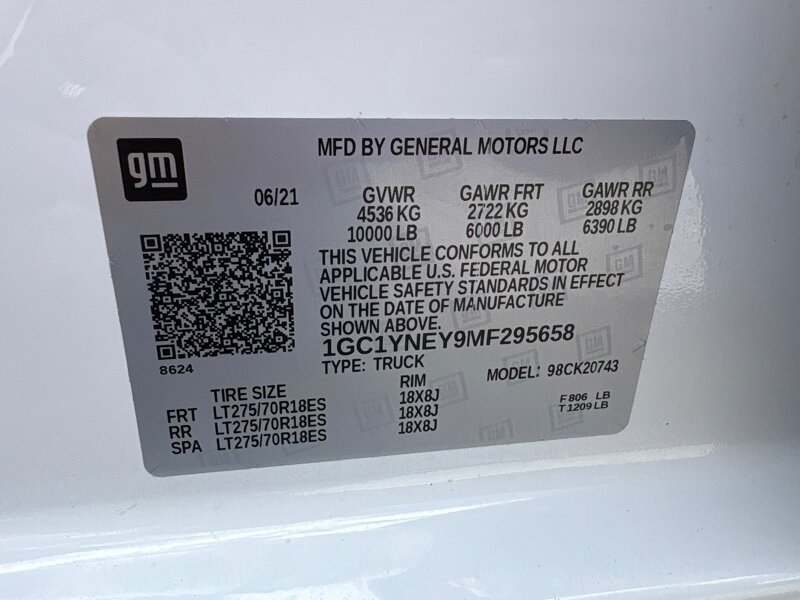 gm
MFD BY GENERAL MOTORS LLC
06/21
GVWR GAWR FRT GAWR RR
4536 KG 2722 KG 2898 KG
10000 LB 6000 LB 6390 LB
THIS VEHICLE CONFORMS TO ALL
APPLICABLE U.S. FEDERAL MOTOR
VEHICLE SAFETY STANDARDS IN EFFECT
ON THE DATE OF MANUFACTURE
SHOWN ABOVE.
1GC1YNEY9MF295658
8624
TYPE: TRUCK MODEL: 98CK20743
TIRE SIZE RIM
FRT LT275/70R18ES 18X8J
RR LT275/70R18ES 18X8J
SPA LT275/70R18ES 18X8J
F 806 LB
T 1209 LB